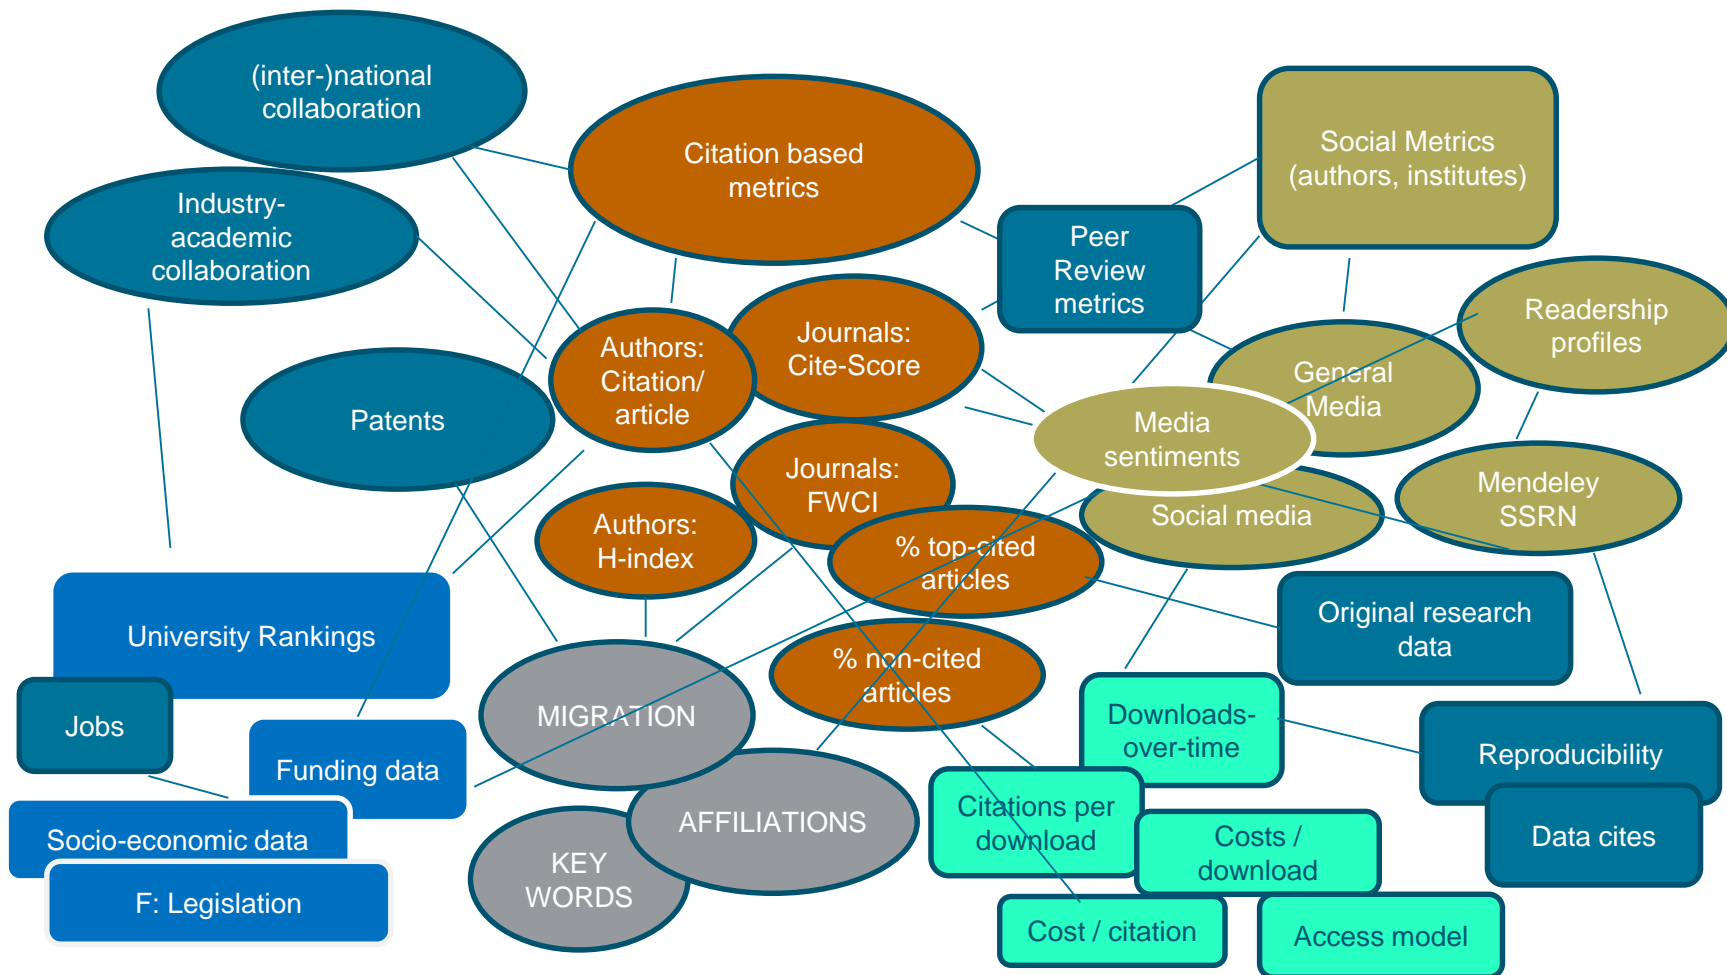 (inter-)national
collaboration
Citation based
metrics
Social Metrics
(authors, institutes)
Industry-
academic
collaboration
Peer
Review
metrics
Readership
profiles
Authors:
Citation/
article
Journals:
Cite-Score
General
Media
Patents
Media
sentiments
Journals:
FWCI
Mendeley
SSRN
Social media
Authors:
H-index
% top-cited
articles
Original research
data
University Rankings
% non-cited
articles
MIGRATION
Jobs
Downloads-
over-time
Funding data
Reproducibility
Citations per
download
AFFILIATIONS
Socio-economic data
Costs /
download
Data cites
KEY
WORDS
F: Legislation
Cost / citation
Access model